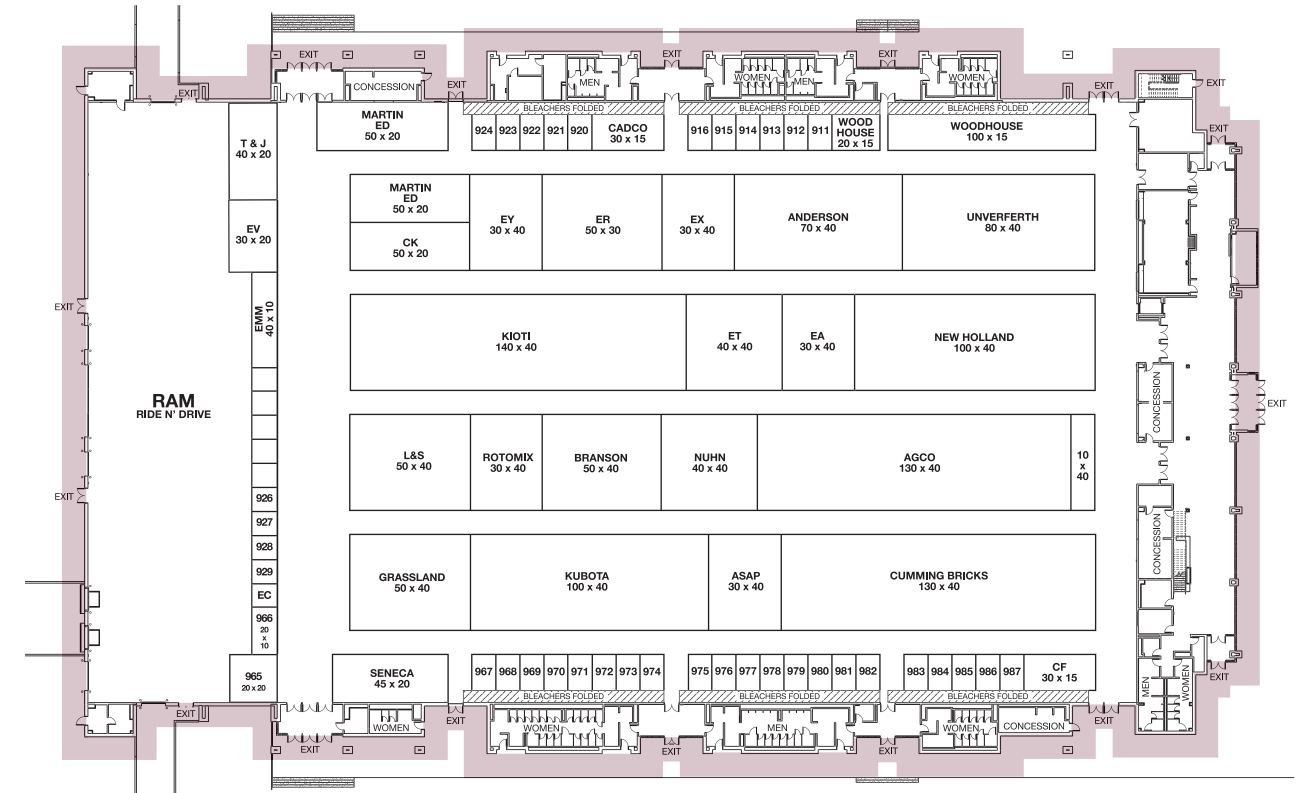 EXIT
EXIT
EXIT
EXIT
WOMEN
MEN
WOMEN
MEN
EXIT
CONCESSION
EXIT
EXIT
EXIT
BLEACHERS FOLDED
BLEACHERS FOLDED
BLEACHERS FOLDED
MARTIN
ED
50 x 20
924
923
922
921
920
CADCO
30 x 15
916
915
914
913
912
911
WOOD
HOUSE
20 x 15
WOODHOUSE
100 x 15
EXIT
T & J
40 x 20
MARTIN
ED
50 x 20
CK
50 x 20
EY
30 x 40
ER
50 x 30
EX
30 x 40
ANDERSON
70 x 40
UNVERFERTH
80 x 40
EV
30 x 20
EXIT
EMM
40 x 10
KIOTI
140 x 40
ET
40 x 40
EA
30 x 40
NEW HOLLAND
100 x 40
RAM
RIDE N' DRIVE
CONCESSION
EXIT
L&S
50 x 40
ROTOMIX
30 x 40
BRANSON
50 x 40
NUHN
40 x 40
AGCO
130 x 40
10
x
40
EXIT
926
927
928
929
EC
966
20
x
10
CONCESSION
GRASSLAND
50 x 40
KUBOTA
100 x 40
ASAP
30 x 40
CUMMING BRICKS
130 x 40
965
20 x 20
SENECA
45 x 20
967
968
969
970
971
972
973
974
975
976
977
978
979
980
981
982
983
984
985
986
987
CF
30 x 15
EXIT
MEN
WOMEN
BLEACHERS FOLDED
BLEACHERS FOLDED
BLEACHERS FOLDED
EXIT
WOMEN
EXIT
WOMEN
MEN
WOMEN
CONCESSION
EXIT
EXIT
EXIT
EXIT